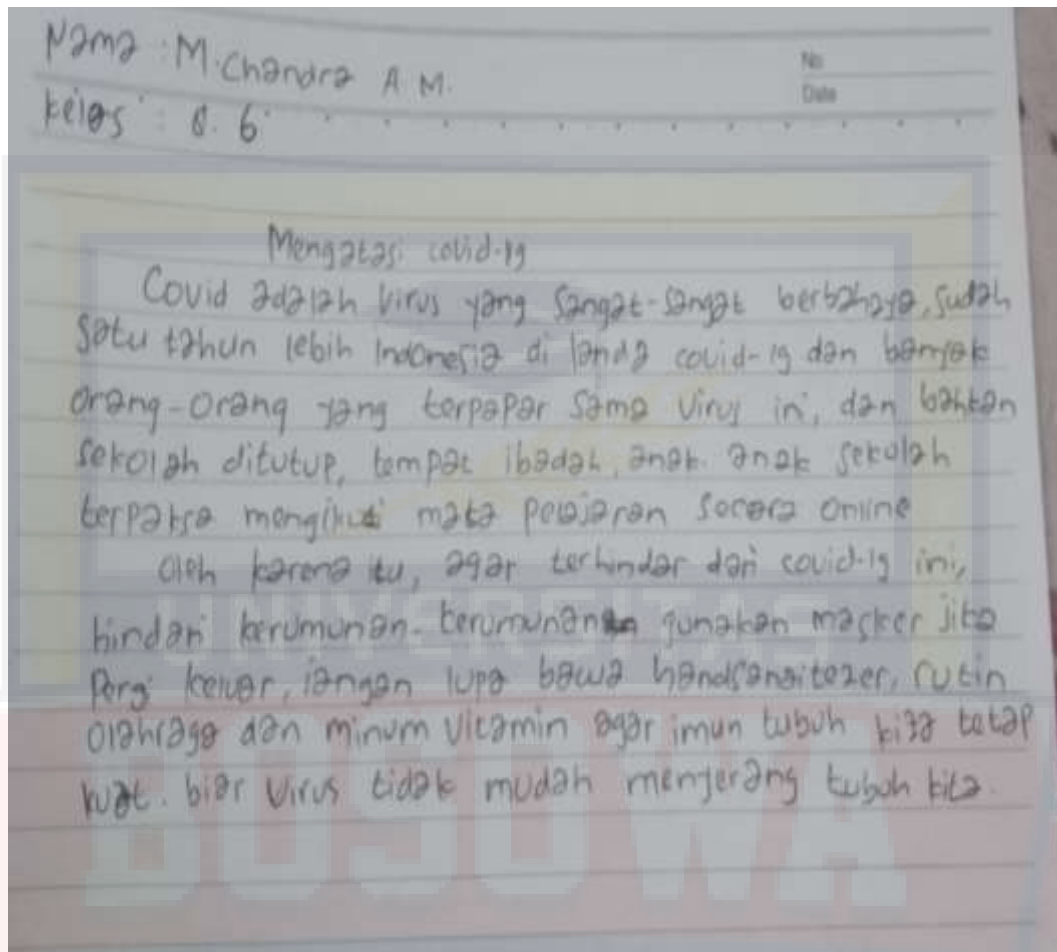 Nama : M. Chandra A M.
No
Date
kelas : 8. 6
Mengatasi covid-19
Covid adalah virus yang sangat-sangat berbahaya, sudah
satu tahun lebih Indonesia di landa covid-19 dan banyak
orang-orang yang terpapar sama virus ini, dan bahkan
sekolah ditutup, tempat ibadah, anak-anak sekolah
terpaksa mengikuti mata pelajaran secara online
oleh karena itu, agar terhindar dari covid-19 ini,
hindari kerumunan-kerumunan gunakan masker jika
Pergi keluar, jangan lupa bawa handsanaitezer, rutin
olahraga dan minum vitamin agar imun tubuh kita tetap
kuat. biar virus tidak mudah menyerang tubuh kita.
UNIVERSITAS
BOSOWA